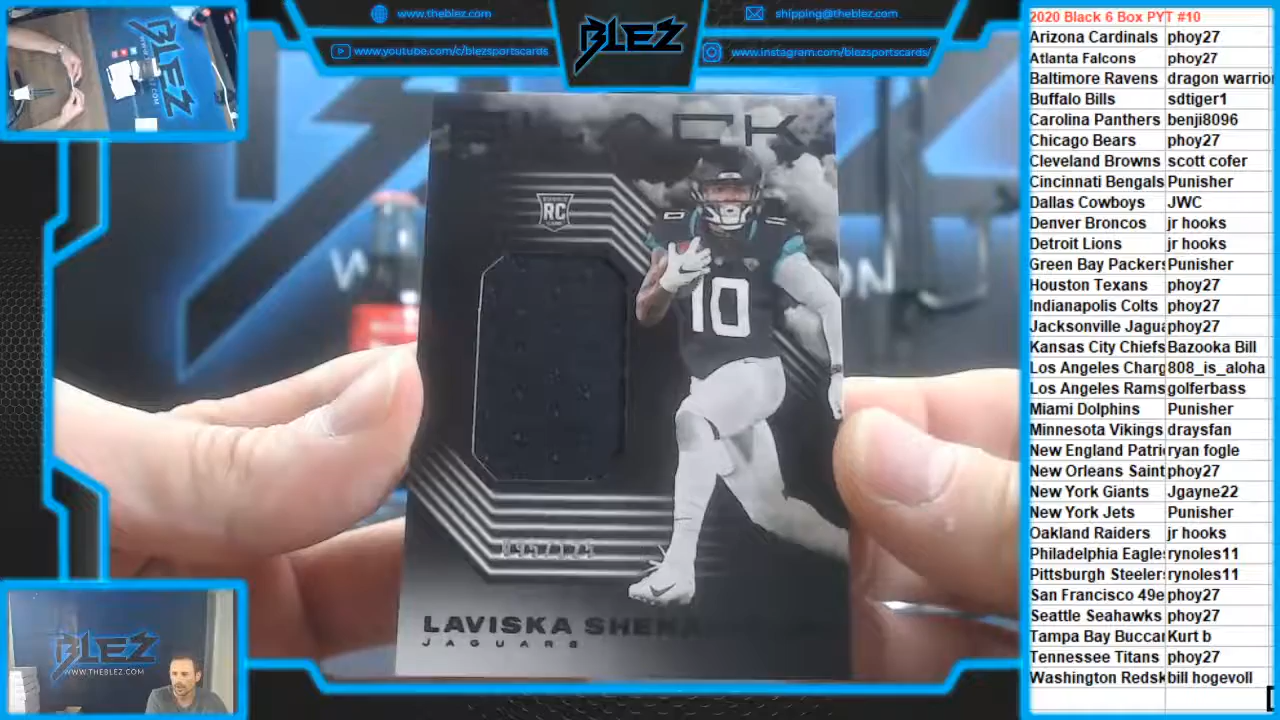 www.theblez.com
shipping@theblez.com
www.youtube.com/c/blezsportscards
www.instagram.com/blezsportscards/
BLEZ
BLACK
RC
10
LAVISKA SHENA
JAGUARS
BLEZ
WWW.THEBLEZ.COM
2020 Black 6 Box PYT #10
Arizona Cardinals phoy27
Atlanta Falcons phoy27
Baltimore Ravens dragon warrior
Buffalo Bills sdtiger1
Carolina Panthers benji8096
Chicago Bears phoy27
Cleveland Browns scott cofer
Cincinnati Bengals Punisher
Dallas Cowboys JWC
Denver Broncos jr hooks
Detroit Lions jr hooks
Green Bay Packers Punisher
Houston Texans phoy27
Indianapolis Colts phoy27
Jacksonville Jagua phoy27
Kansas City Chiefs Bazooka Bill
Los Angeles Charg 808_is_aloha
Los Angeles Rams golferbass
Miami Dolphins Punisher
Minnesota Vikings draysfan
New England Patri ryan fogle
New Orleans Saint phoy27
New York Giants Jgayne22
New York Jets Punisher
Oakland Raiders jr hooks
Philadelphia Eagle rynoles11
Pittsburgh Steelers rynoles11
San Francisco 49e phoy27
Seattle Seahawks phoy27
Tampa Bay Buccan Kurt b
Tennessee Titans phoy27
Washington Redsk bill hogevoll